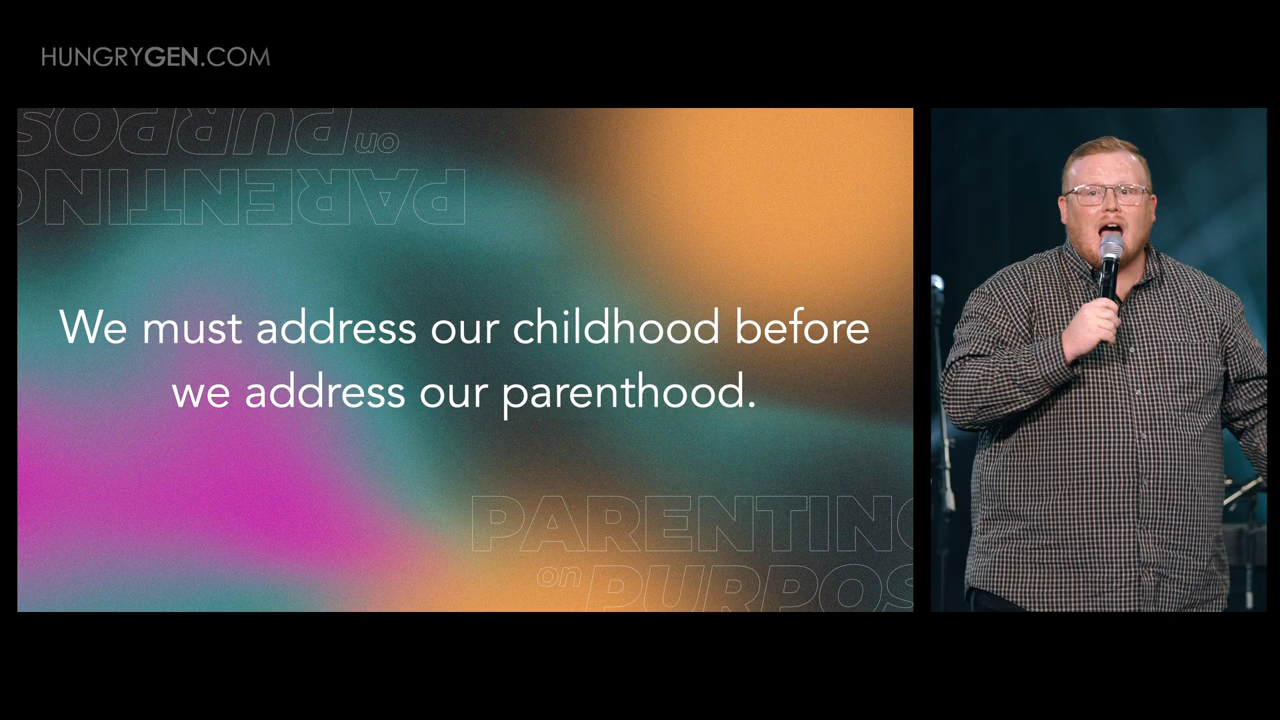 HUNGRYGEN.COM
PURPOS
on
PARENTING
We must address our childhood before
we address our parenthood.
PARENTING
on PURPOS